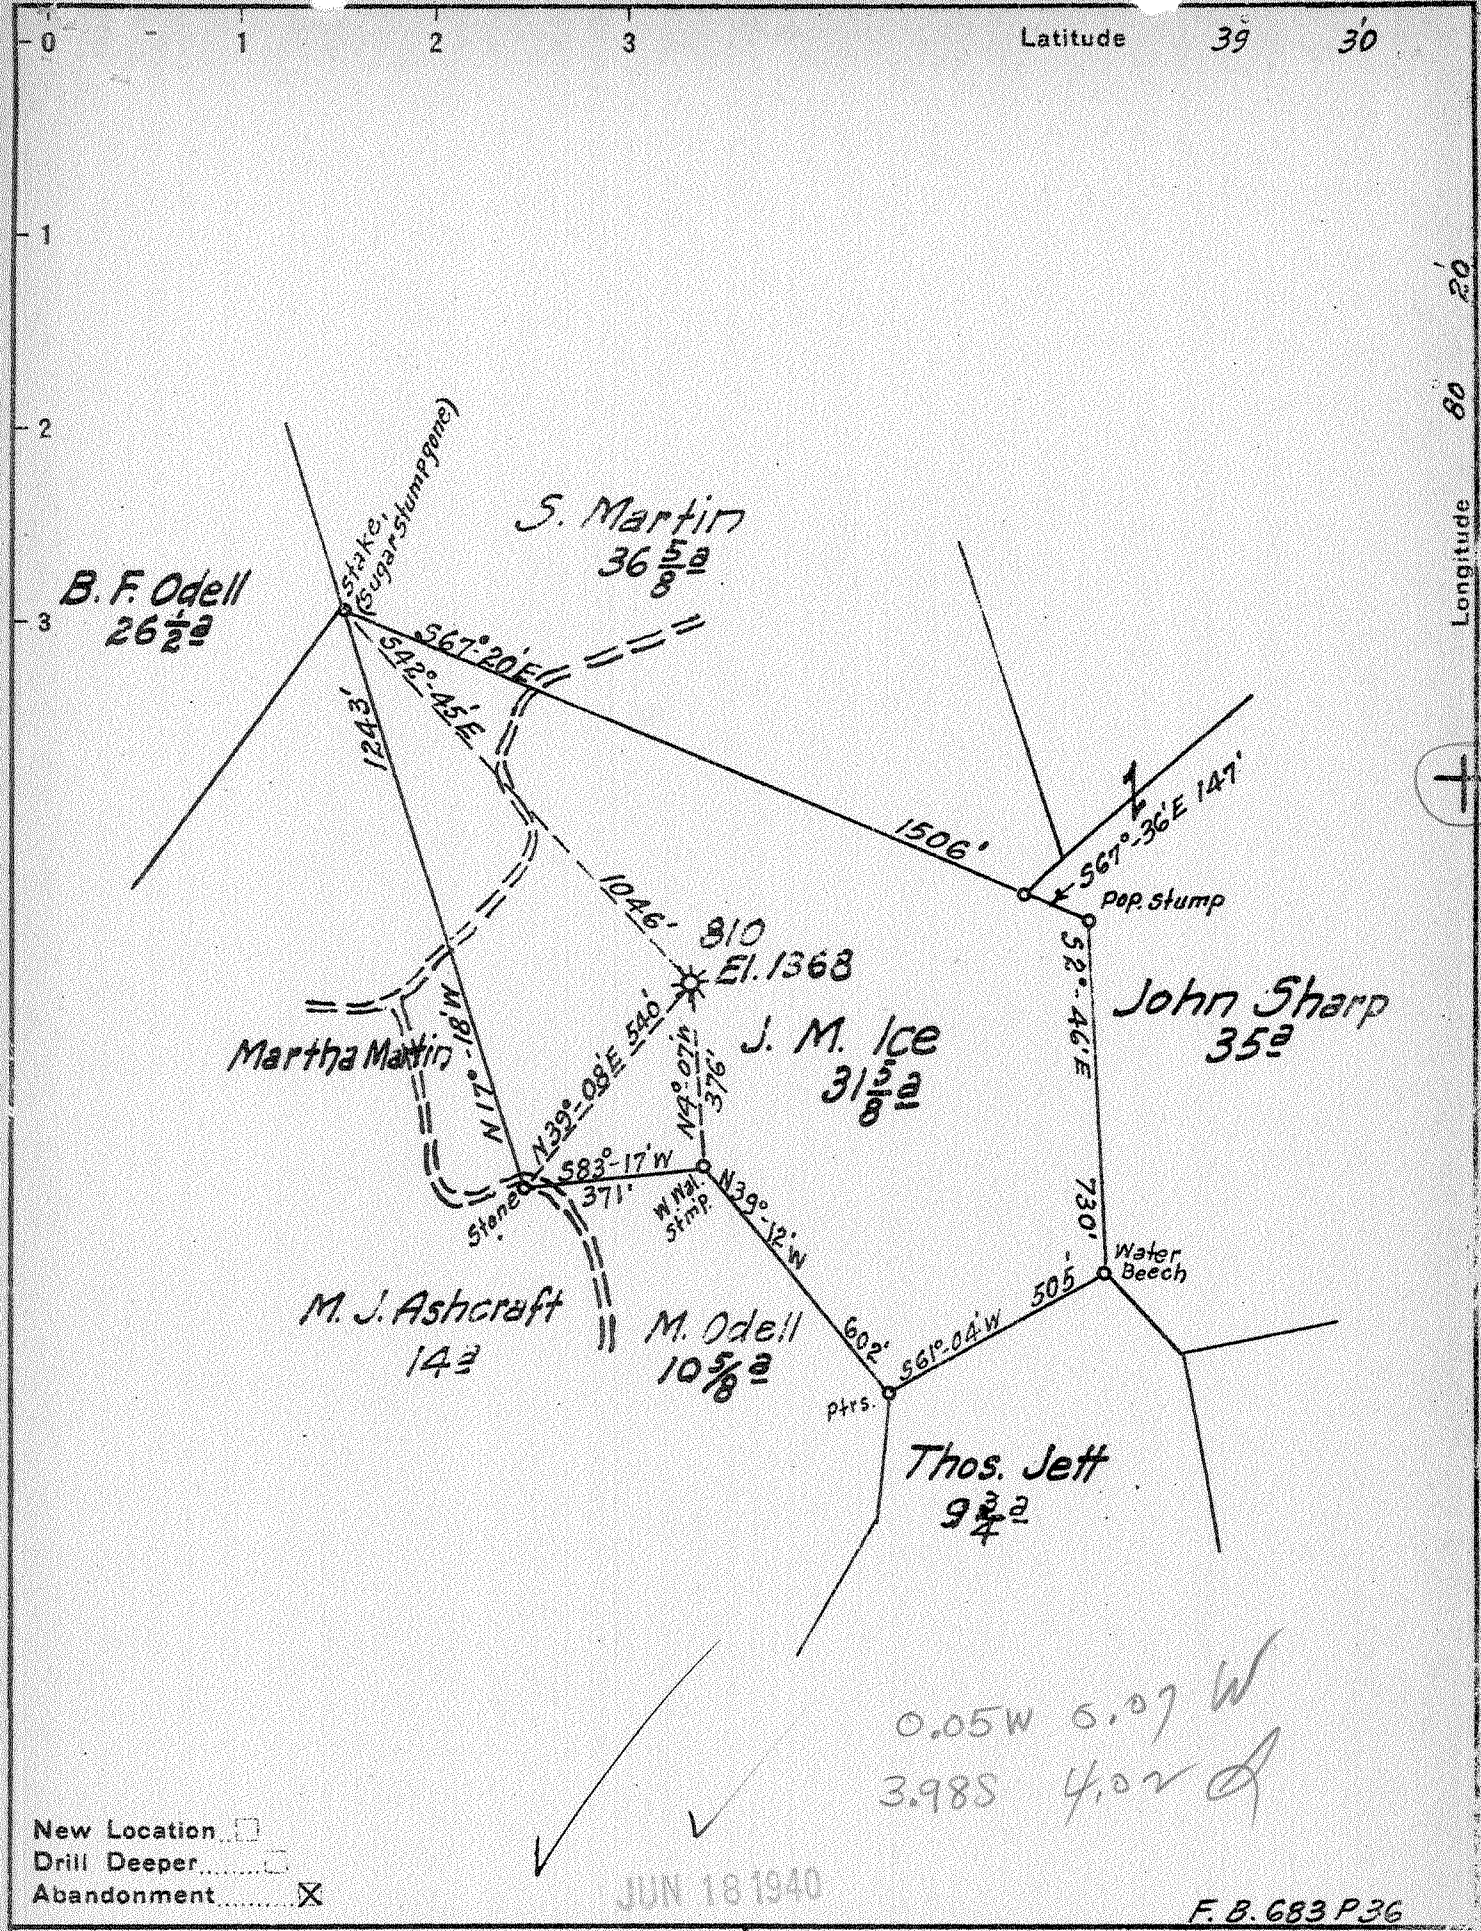 0 1 2 3 Latitude 39 30'
1
2
3
Longitude 80 20'
Stake,
(Sugar stump gone)
S. Martin
36 5/8 a
B. F. Odell
26 1/2 a
S67°-20'E
S42°-45'E
1243'
1506'
S67°-36'E 147'
Pop. stump
1046'
810
El. 1368
S2°-46'E
John Sharp
35 a
J. M. Ice
31 5/8 a
Martha Martin
N17°-18'W
N39°-08'E 540'
N4°-07'W
376'
S83°-17'W
371'
W Wal.
Stmp.
Stone
N39°-12'W
730'
Water
Beech
505'
M. J. Ashcraft
14 a
M. Odell
10 5/8 a
602'
S61°-04'W
Ptrs.
Thos. Jett
9 3/4 a
0.05W
3.98S 4.02
New Location
Drill Deeper
Abandonment X
JUN 18 1940
F. B. 683 P36